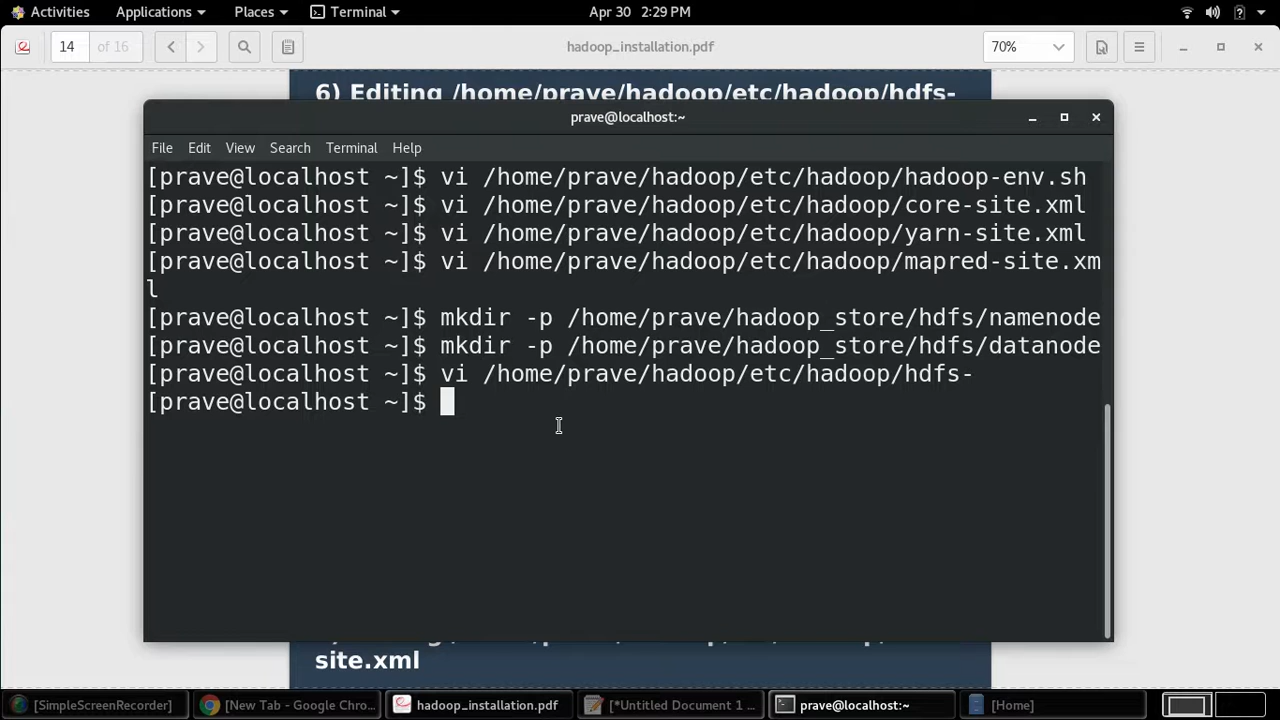 Activities Applications Places Terminal Apr 30 2:29 PM
14 of 16 hadoop_installation.pdf 70%
6) Editing /home/prave/hadoop/etc/hadoop/hdfs-
prave@localhost:~
File Edit View Search Terminal Help
[prave@localhost ~]$ vi /home/prave/hadoop/etc/hadoop/hadoop-env.sh
[prave@localhost ~]$ vi /home/prave/hadoop/etc/hadoop/core-site.xml
[prave@localhost ~]$ vi /home/prave/hadoop/etc/hadoop/yarn-site.xml
[prave@localhost ~]$ vi /home/prave/hadoop/etc/hadoop/mapred-site.xm
l
[prave@localhost ~]$ mkdir -p /home/prave/hadoop_store/hdfs/namenode
[prave@localhost ~]$ mkdir -p /home/prave/hadoop_store/hdfs/datanode
[prave@localhost ~]$ vi /home/prave/hadoop/etc/hadoop/hdfs-
[prave@localhost ~]$
site.xml
[SimpleScreenRecorder] [New Tab - Google Chro... hadoop_installation.pdf [*Untitled Document 1 ... prave@localhost:~ [Home]